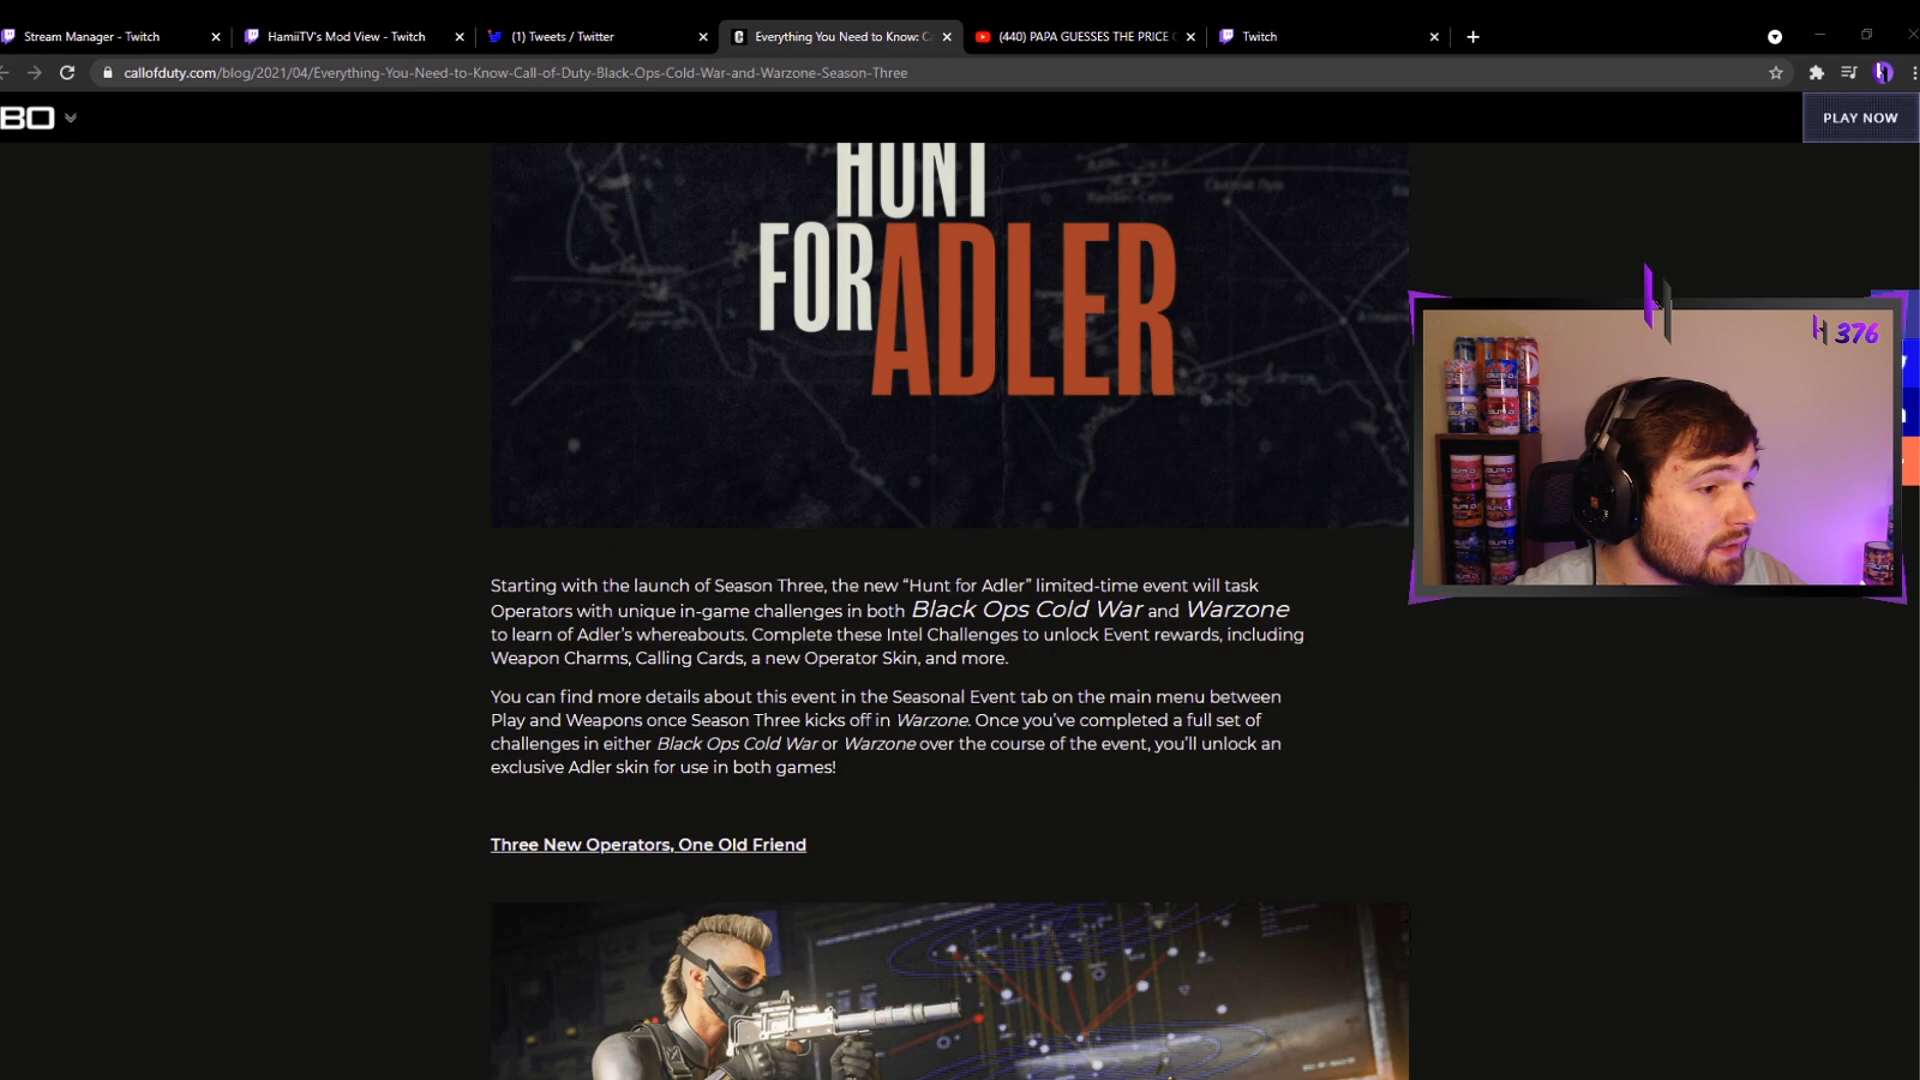 Stream Manager - Twitch
HamiiTV's Mod View - Twitch
(1) Tweets / Twitter
Everything You Need to Know: C
(440) PAPA GUESSES THE PRICE
Twitch
callofduty.com/blog/2021/04/Everything-You-Need-to-Know-Call-of-Duty-Black-Ops-Cold-War-and-Warzone-Season-Three
BO
PLAY NOW
HUNT
FOR ADLER
376
Starting with the launch of Season Three, the new “Hunt for Adler” limited-time event will task
Operators with unique in-game challenges in both Black Ops Cold War and Warzone
to learn of Adler’s whereabouts. Complete these Intel Challenges to unlock Event rewards, including
Weapon Charms, Calling Cards, a new Operator Skin, and more.
You can find more details about this event in the Seasonal Event tab on the main menu between
Play and Weapons once Season Three kicks off in Warzone. Once you’ve completed a full set of
challenges in either Black Ops Cold War or Warzone over the course of the event, you’ll unlock an
exclusive Adler skin for use in both games!
Three New Operators, One Old Friend